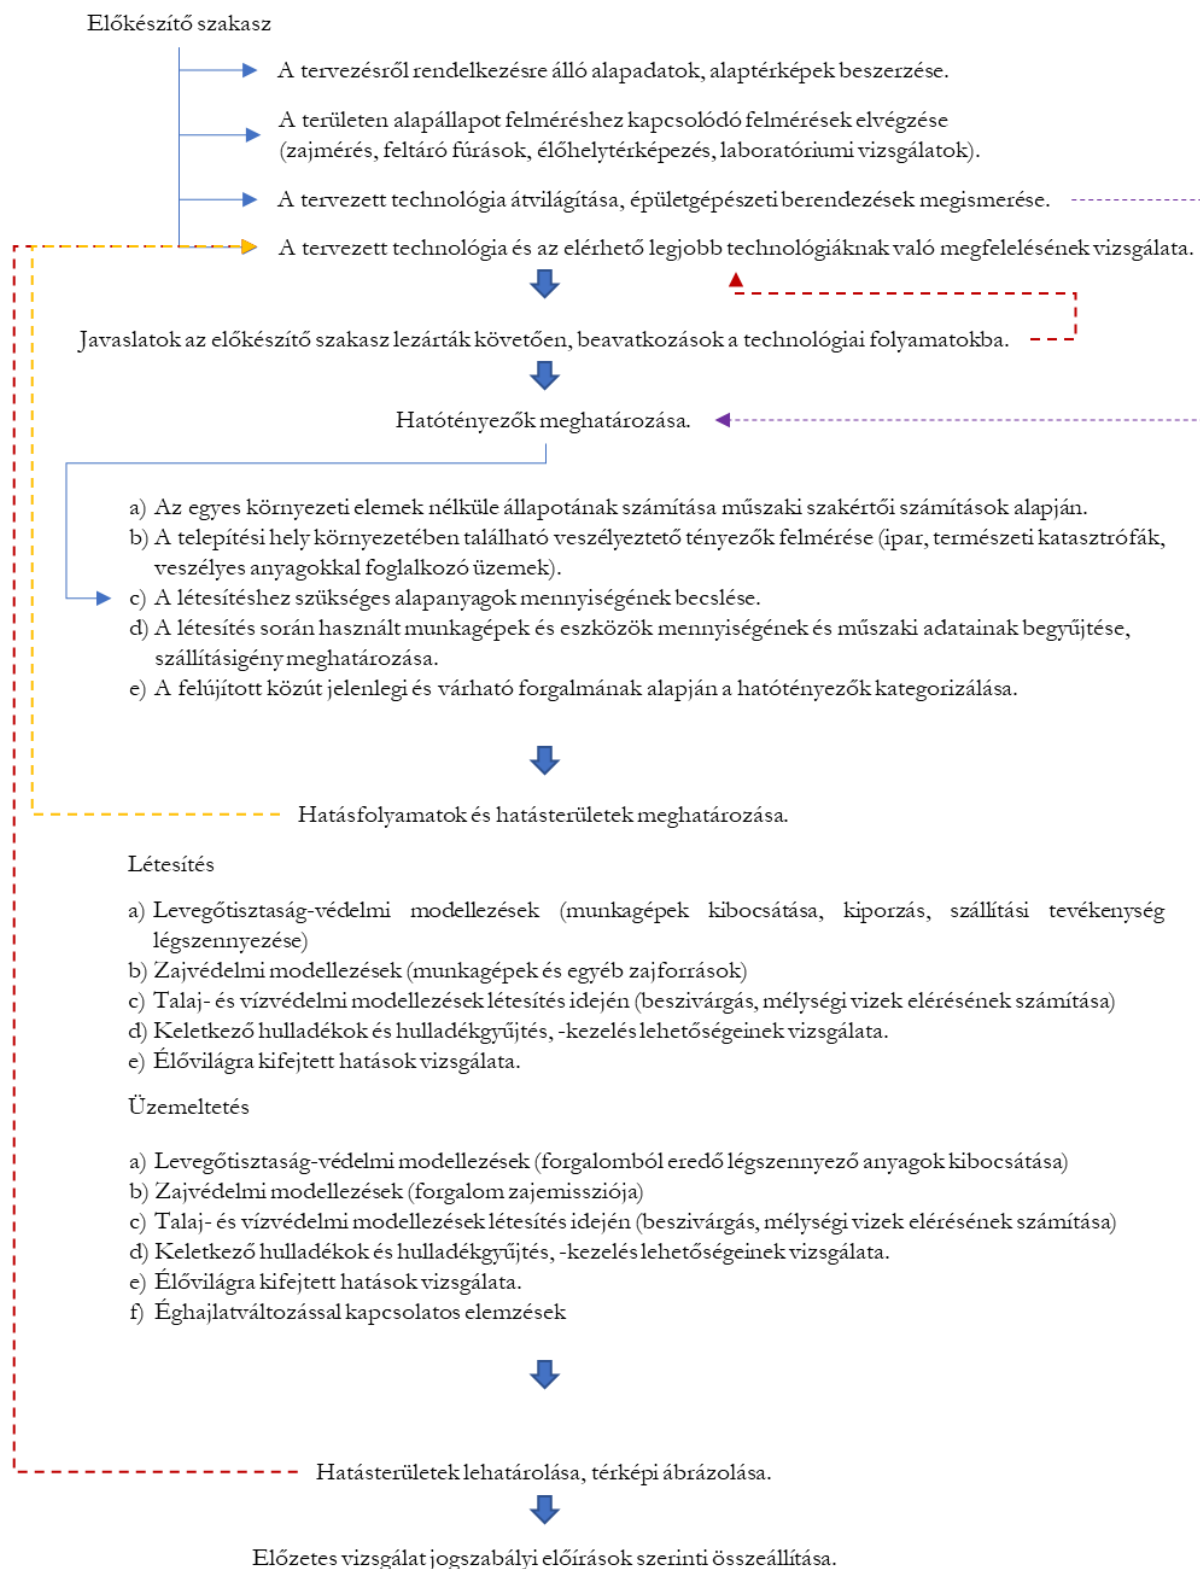 Előkészítő szakasz
A tervezésről rendelkezésre álló alapadatok, alaptérképek beszerzése.
A területen alapállapot felméréshez kapcsolódó felmérések elvégzése
(zajmérés, feltáró fúrások, élőhelytérképezés, laboratóriumi vizsgálatok).
A tervezett technológia átvilágítása, épületgépészeti berendezések megismerése.
A tervezett technológia és az elérhető legjobb technológiáknak való megfelelésének vizsgálata.
Javaslatok az előkészítő szakasz lezárták követően, beavatkozások a technológiai folyamatokba.
Hatótényezők meghatározása.
a) Az egyes környezeti elemek nélküle állapotának számítása műszaki szakértői számítások alapján.
b) A telepítési hely környezetében található veszélyeztető tényezők felmérése (ipar, természeti katasztrófák,
veszélyes anyagokkal foglalkozó üzemek).
c) A létesítéshez szükséges alapanyagok mennyiségének becslése.
d) A létesítés során használt munkagépek és eszközök mennyiségének és műszaki adatainak begyűjtése,
szállításigény meghatározása.
e) A felújított közút jelenlegi és várható forgalmának alapján a hatótényezők kategorizálása.
Hatásfolyamatok és hatásterületek meghatározása.
Létesítés
a) Levegőtisztaság-védelmi modellezések (munkagépek kibocsátása, kiporzás, szállítási tevékenység
légszennyezése)
b) Zajvédelmi modellezések (munkagépek és egyéb zajforrások)
c) Talaj- és vízvédelmi modellezések létesítés idején (beszivárgás, mélységi vizek elérésének számítása)
d) Keletkező hulladékok és hulladékgyűjtés, -kezelés lehetőségeinek vizsgálata.
e) Élővilágra kifejtett hatások vizsgálata.
Üzemeltetés
a) Levegőtisztaság-védelmi modellezések (forgalomból eredő légszennyező anyagok kibocsátása)
b) Zajvédelmi modellezések (forgalom zajemissziója)
c) Talaj- és vízvédelmi modellezések létesítés idején (beszivárgás, mélységi vizek elérésének számítása)
d) Keletkező hulladékok és hulladékgyűjtés, -kezelés lehetőségeinek vizsgálata.
e) Élővilágra kifejtett hatások vizsgálata.
f) Éghajlatváltozással kapcsolatos elemzések
Hatásterületek lehatárolása, térképi ábrázolása.
Előzetes vizsgálat jogszabályi előírások szerinti összeállítása.